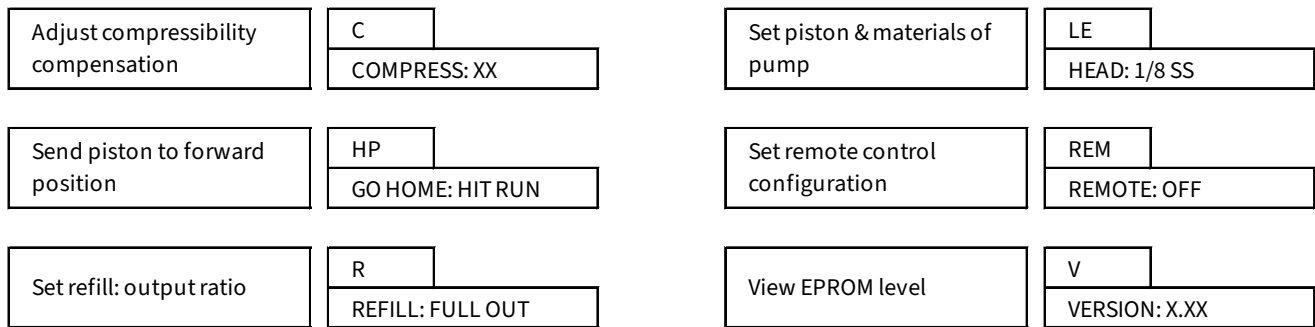 Adjust compressibility
compensation
C
COMPRESS: XX
Set piston & materials of
pump
LE
HEAD: 1/8 SS
Send piston to forward
position
HP
GO HOME: HIT RUN
Set remote control
configuration
REM
REMOTE: OFF
Set refill: output ratio
R
REFILL: FULL OUT
View EPROM level
V
VERSION: X.XX